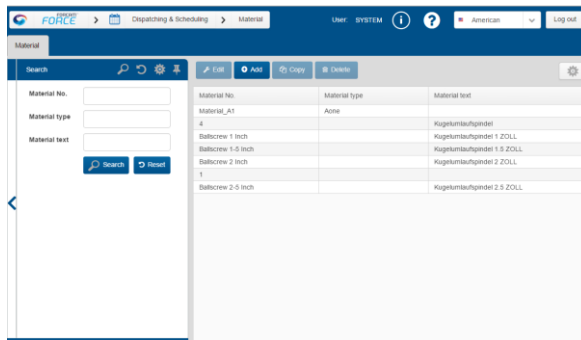 FORCE > Dispatching & Scheduling > Material User: SYSTEM i ? American Log out
Material
Search
Edit Add Copy Delete
Material No.
Material type
Material text
Search Reset
Material No. Material type Material text
Material_A1 Aone
4 Kugelumlaufspindel
Ballscrew 1 Inch Kugelumlaufspindel 1 ZOLL
Ballscrew 1-5 Inch Kugelumlaufspindel 1.5 ZOLL
Ballscrew 2 Inch Kugelumlaufspindel 2 ZOLL
1
Ballscrew 2-5 Inch Kugelumlaufspindel 2.5 ZOLL